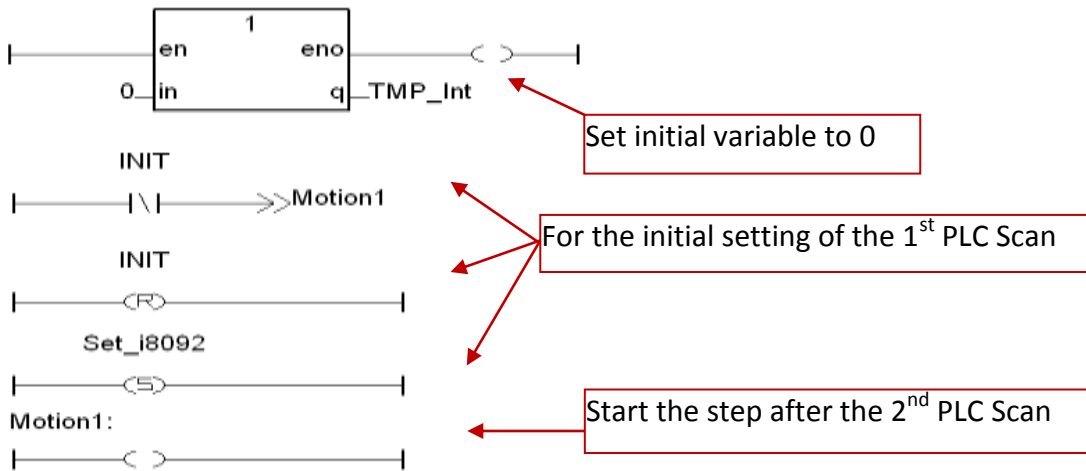 1
en eno
0 in q TMP_Int
Set initial variable to 0
INIT
Motion1
For the initial setting of the 1st PLC Scan
INIT
R
Set_i8092
S
Start the step after the 2nd PLC Scan
Motion1: